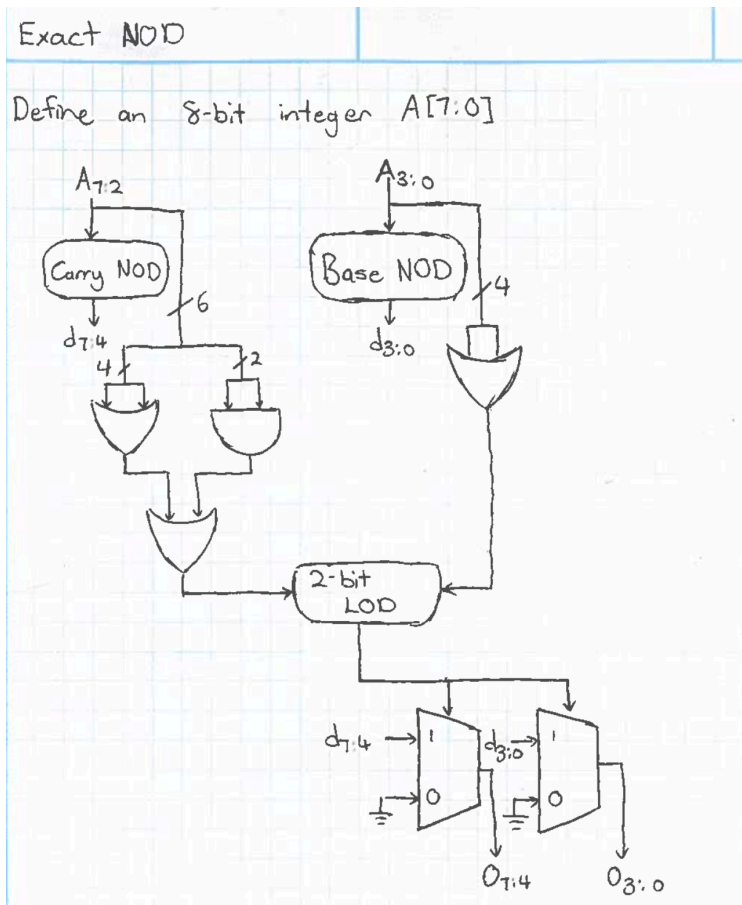 Exact NOD
Define an 8-bit integer A[7:0]
A7:2
A3:0
Carry NOD
Base NOD
6
4
d7:4
d3:0
4
2
2-bit
LOD
d7:4
1
d3:0
1
0
0
O7:4
O3:0